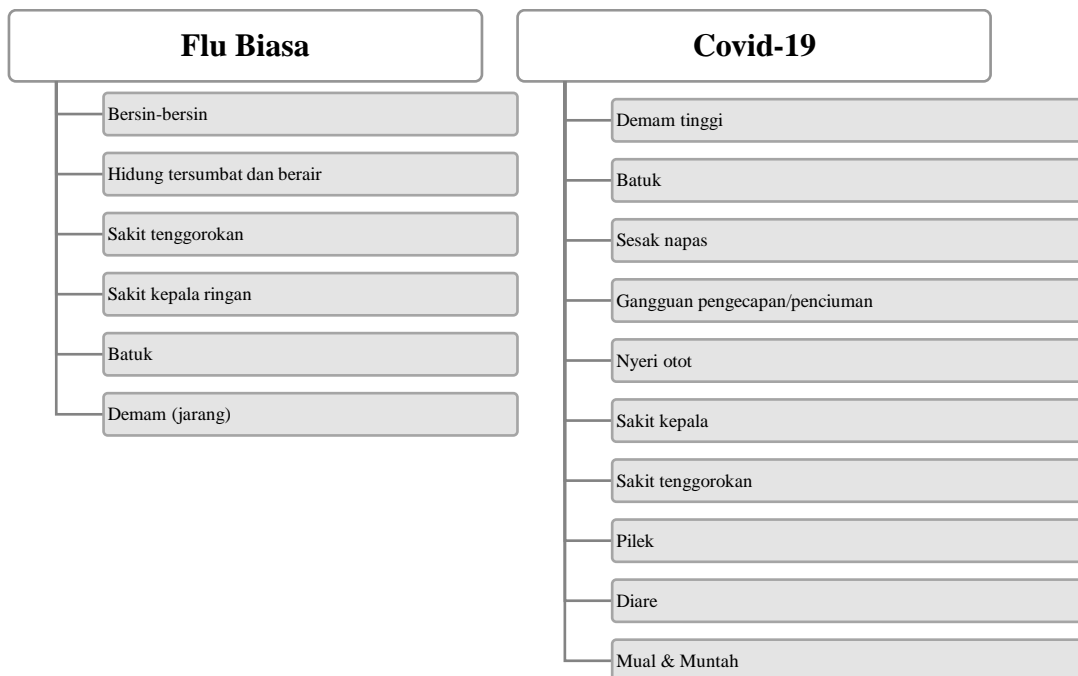 Flu Biasa
Bersin-bersin
Hidung tersumbat dan berair
Sakit tenggorokan
Sakit kepala ringan
Batuk
Demam (jarang)
Covid-19
Demam tinggi
Batuk
Sesak napas
Gangguan pengecapan/penciuman
Nyeri otot
Sakit kepala
Sakit tenggorokan
Pilek
Diare
Mual & Muntah